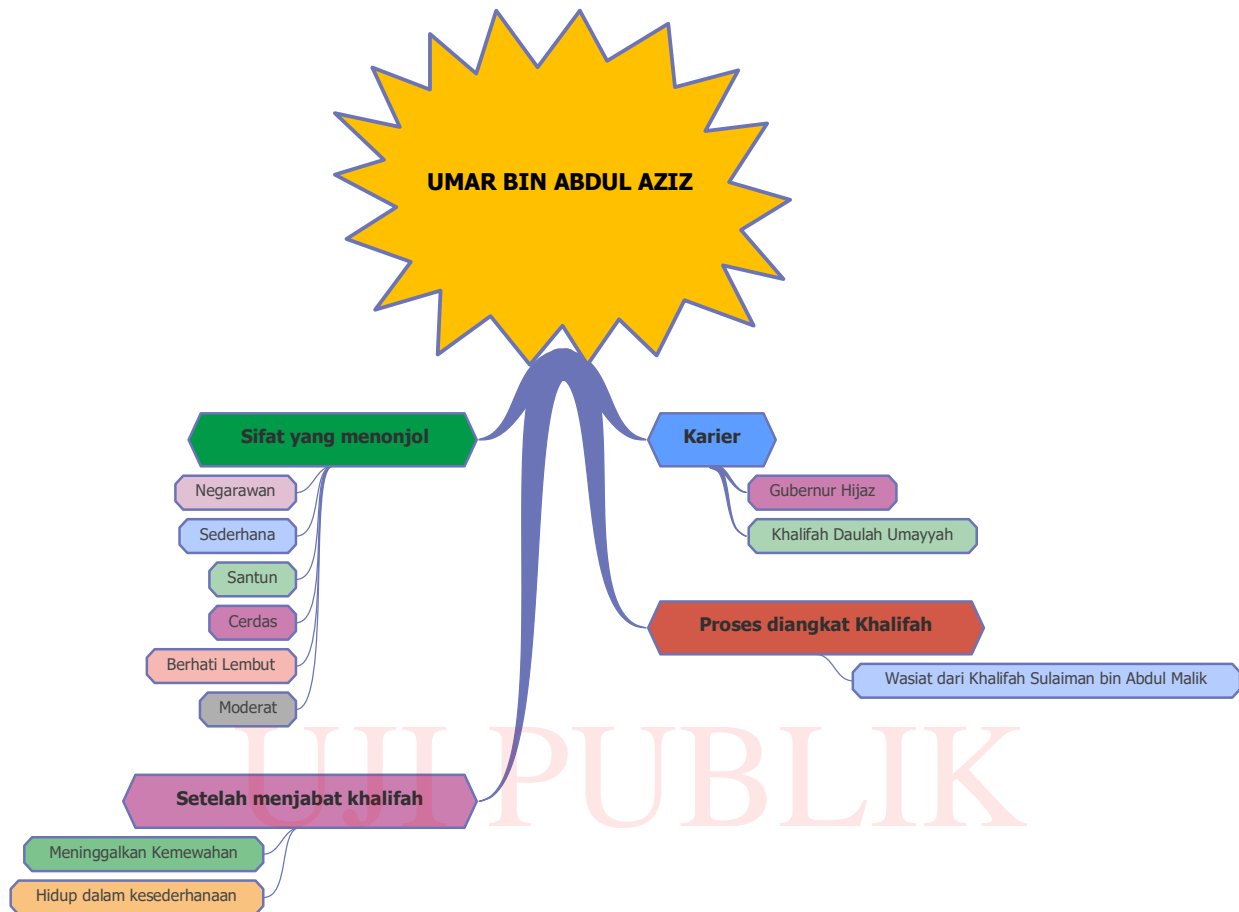 UMAR BIN ABDUL AZIZ
Sifat yang menonjol
Negarawan
Sederhana
Santun
Cerdas
Berhati Lembut
Moderat
Setelah menjabat khalifah
Meninggalkan Kemewahan
Hidup dalam kesederhanaan
Karier
Gubernur Hijaz
Khalifah Daulah Umayyah
Proses diangkat Khalifah
Wasiat dari Khalifah Sulaiman bin Abdul Malik
UJI PUBLIK